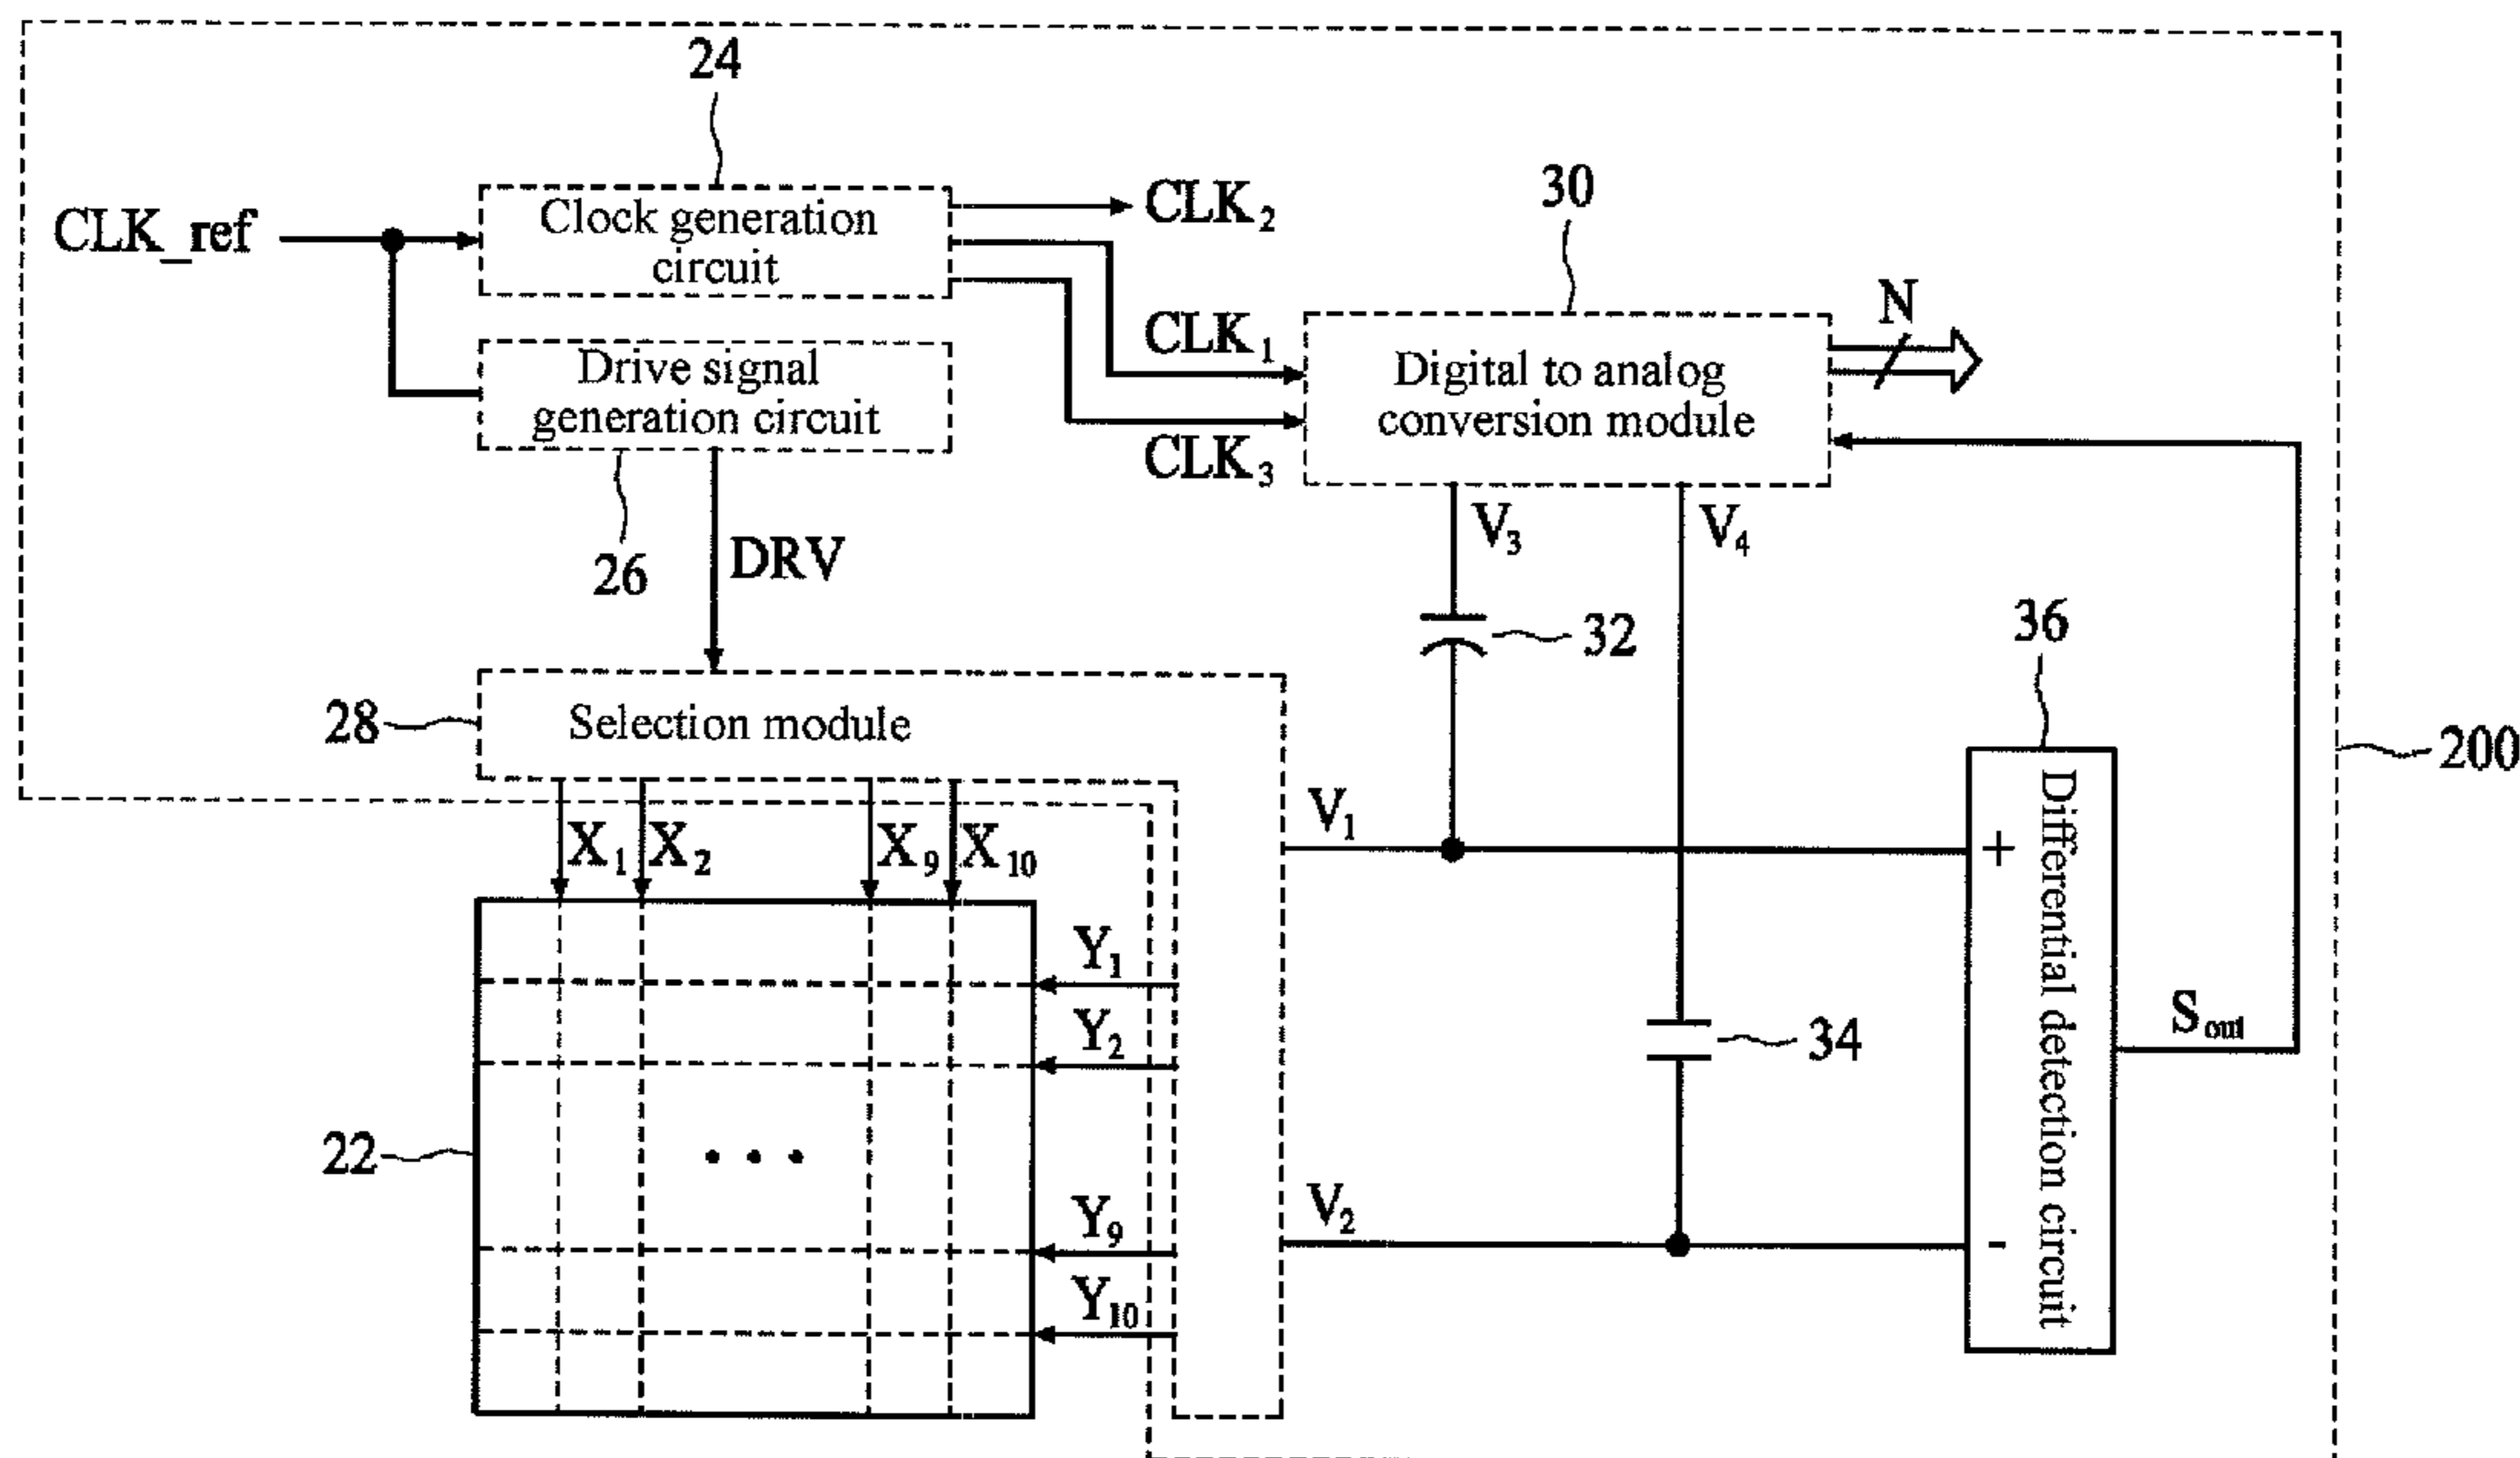 24
CLK_ref
Clock generation
circuit
CLK₂
30
CLK₁
N
Drive signal
generation circuit
Digital to analog
conversion module
CLK₃
26
DRV
V₃
V₄
32
36
28
Selection module
200
V₁
X₁
X₂
X₉
X₁₀
+
Differential detection circuit
Y₁
Y₂
34
Sout
22
...
Y₉
V₂
-
Y₁₀